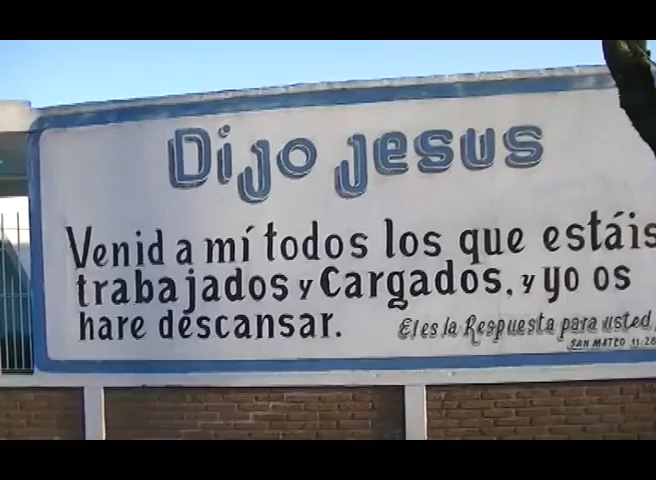 Dijo Jesus
Venid a mí todos los que estáis
trabajados y Cargados, y yo os
hare descansar.
El es la Respuesta para usted,
SAN MATEO 11:28